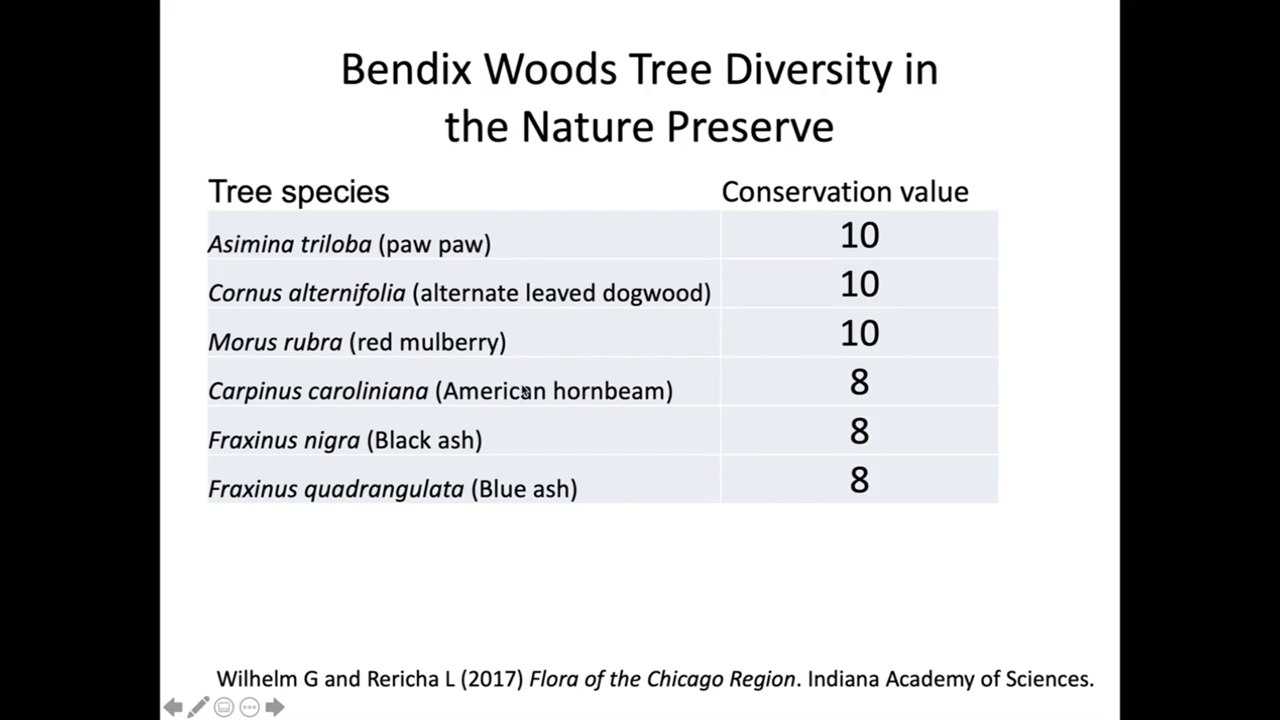 Bendix Woods Tree Diversity in
the Nature Preserve
Tree species Conservation value
Asimina triloba (paw paw) 10
Cornus alternifolia (alternate leaved dogwood) 10
Morus rubra (red mulberry) 10
Carpinus caroliniana (American hornbeam) 8
Fraxinus nigra (Black ash) 8
Fraxinus quadrangulata (Blue ash) 8
Wilhelm G and Rericha L (2017) Flora of the Chicago Region. Indiana Academy of Sciences.